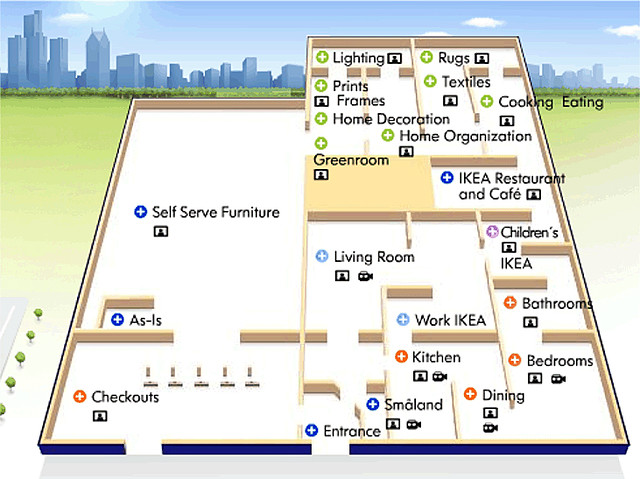 Lighting
Rugs
Prints
Frames
Textiles
Cooking Eating
Home Decoration
Home Organization
Greenroom
IKEA Restaurant
and Café
Self Serve Furniture
Children´s
IKEA
Living Room
Bathrooms
As-Is
Work IKEA
Kitchen
Bedrooms
Checkouts
Dining
Smâland
Entrance